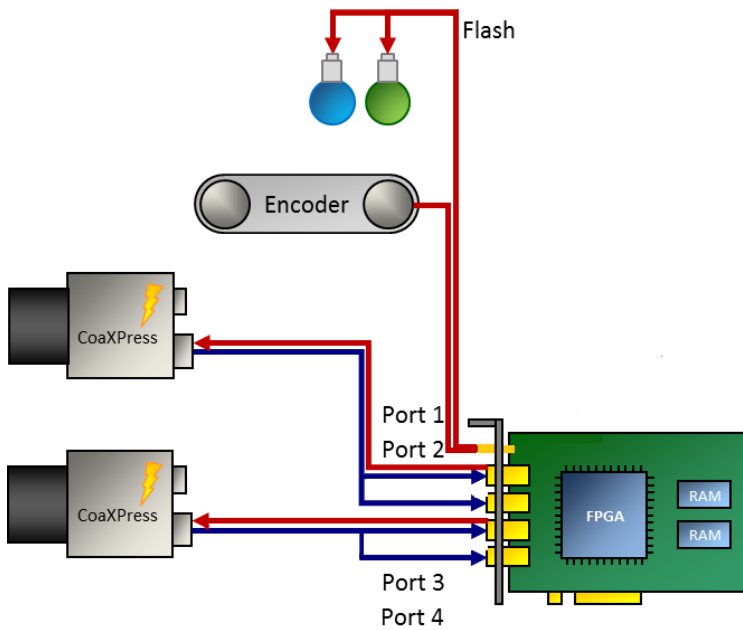 Flash
Encoder
CoaXPress
Port 1
Port 2
CoaXPress
FPGA
RAM
RAM
Port 3
Port 4